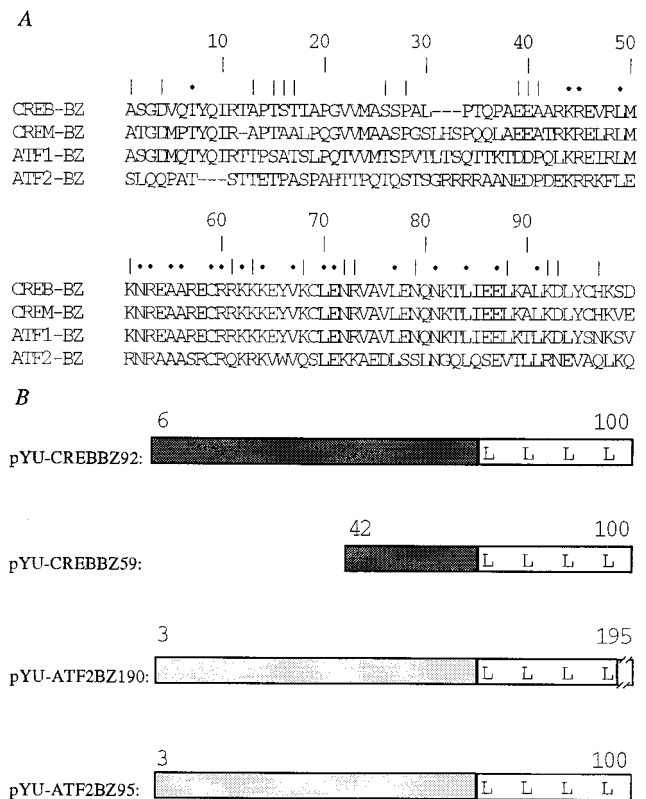 A
10 20 30 40 50
CREB-BZ ASGDVQTYQIRTAPTSTIAPGVVMASSPAL---PTQPAEEAARKREVRLM
CREM-BZ ATGDMPTYQIR-APTAALPQGVVMAASPGSLHSPQQLAEEATRKRELRLM
ATF1-BZ ASGDMQTYQIRTTPSATSLPQTVVMTSPVTLTSQTTKTDDPQLKREIRLM
ATF2-BZ SLQQPAT---STTETPASPAHTTPQTQSTSGRRRRAANEDPDEKRRKFLE
60 70 80 90
CREB-BZ KNREAARECRRKKKEYVKCLENRVAVLENQNKTLIEELKALKDLYCHKSD
CREM-BZ KNREAARECRRKKKEYVKCLENRVAVLENQNKTLIEELKALKDLYCHKVE
ATF1-BZ KNREAARECRRKKKEYVKCLENRVAVLENQNKTLIEELKTLKDLYSNKSV
ATF2-BZ RNRAAASRCRQKRKVWVQSLEKKAEDLSSLNGQLQSEVTLLRNEVAQLKQ
B
6 100
pYU-CREBBZ92: L L L L
42 100
pYU-CREBBZ59: L L L L
3 195
pYU-ATF2BZ190: L L L L
3 100
pYU-ATF2BZ95: L L L L